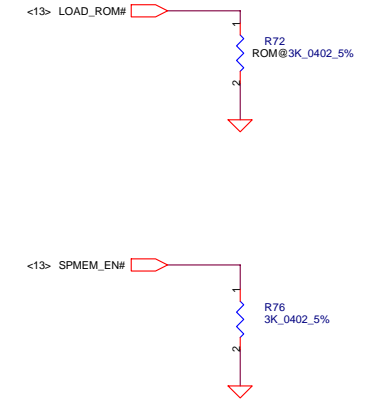 <13> LOAD_ROM#
1
R72
ROM@3K_0402_5%
2
<13> SPMEM_EN#
1
R76
3K_0402_5%
2